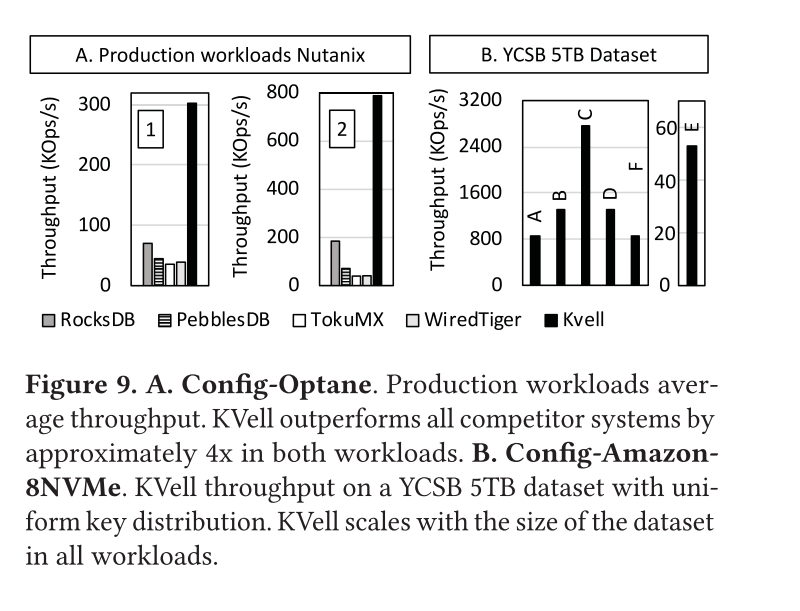 A. Production workloads Nutanix
B. YCSB 5TB Dataset
Throughput (KOps/s)
300
200
100
0
1
Throughput (KOps/s)
800
600
400
200
0
2
Throughput (KOps/s)
3200
2400
1600
800
0
A
B
C
D
F
60
40
20
0
E
RocksDB PebblesDB TokuMX WiredTiger Kvell
Figure 9. A. Config-Optane. Production workloads aver-
age throughput. KVell outperforms all competitor systems by
approximately 4x in both workloads. B. Config-Amazon-
8NVMe. KVell throughput on a YCSB 5TB dataset with uni-
form key distribution. KVell scales with the size of the dataset
in all workloads.